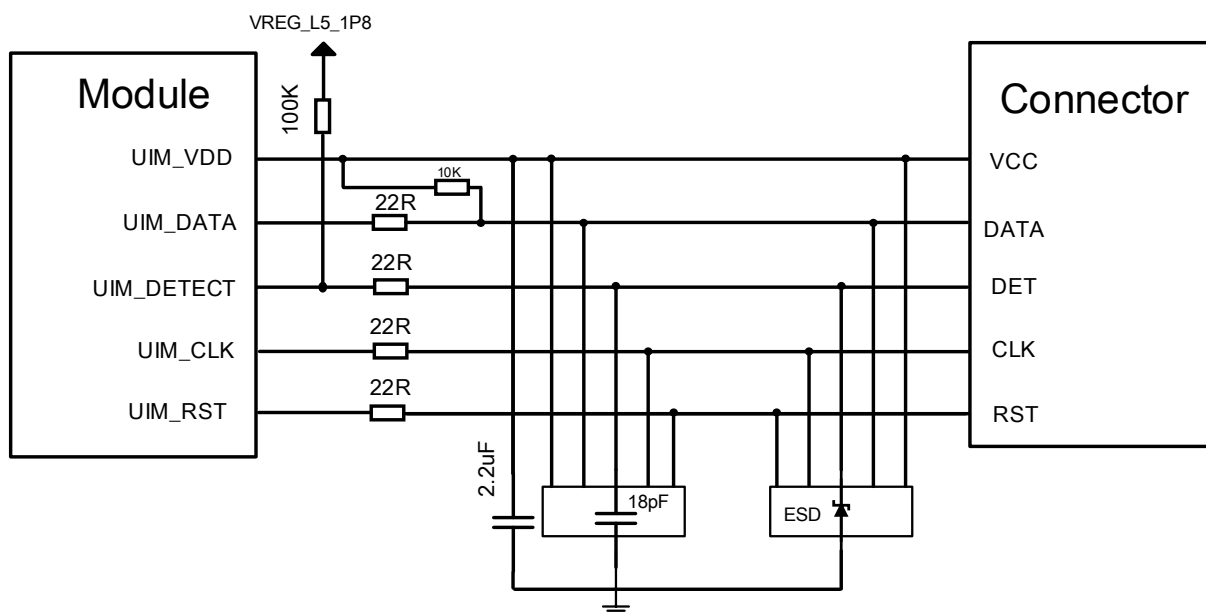 VREG_L5_1P8
Module
Connector
100K
UIM_VDD
VCC
10K
22R
UIM_DATA
DATA
22R
UIM_DETECT
DET
22R
UIM_CLK
CLK
22R
UIM_RST
RST
2.2uF
18pF
ESD